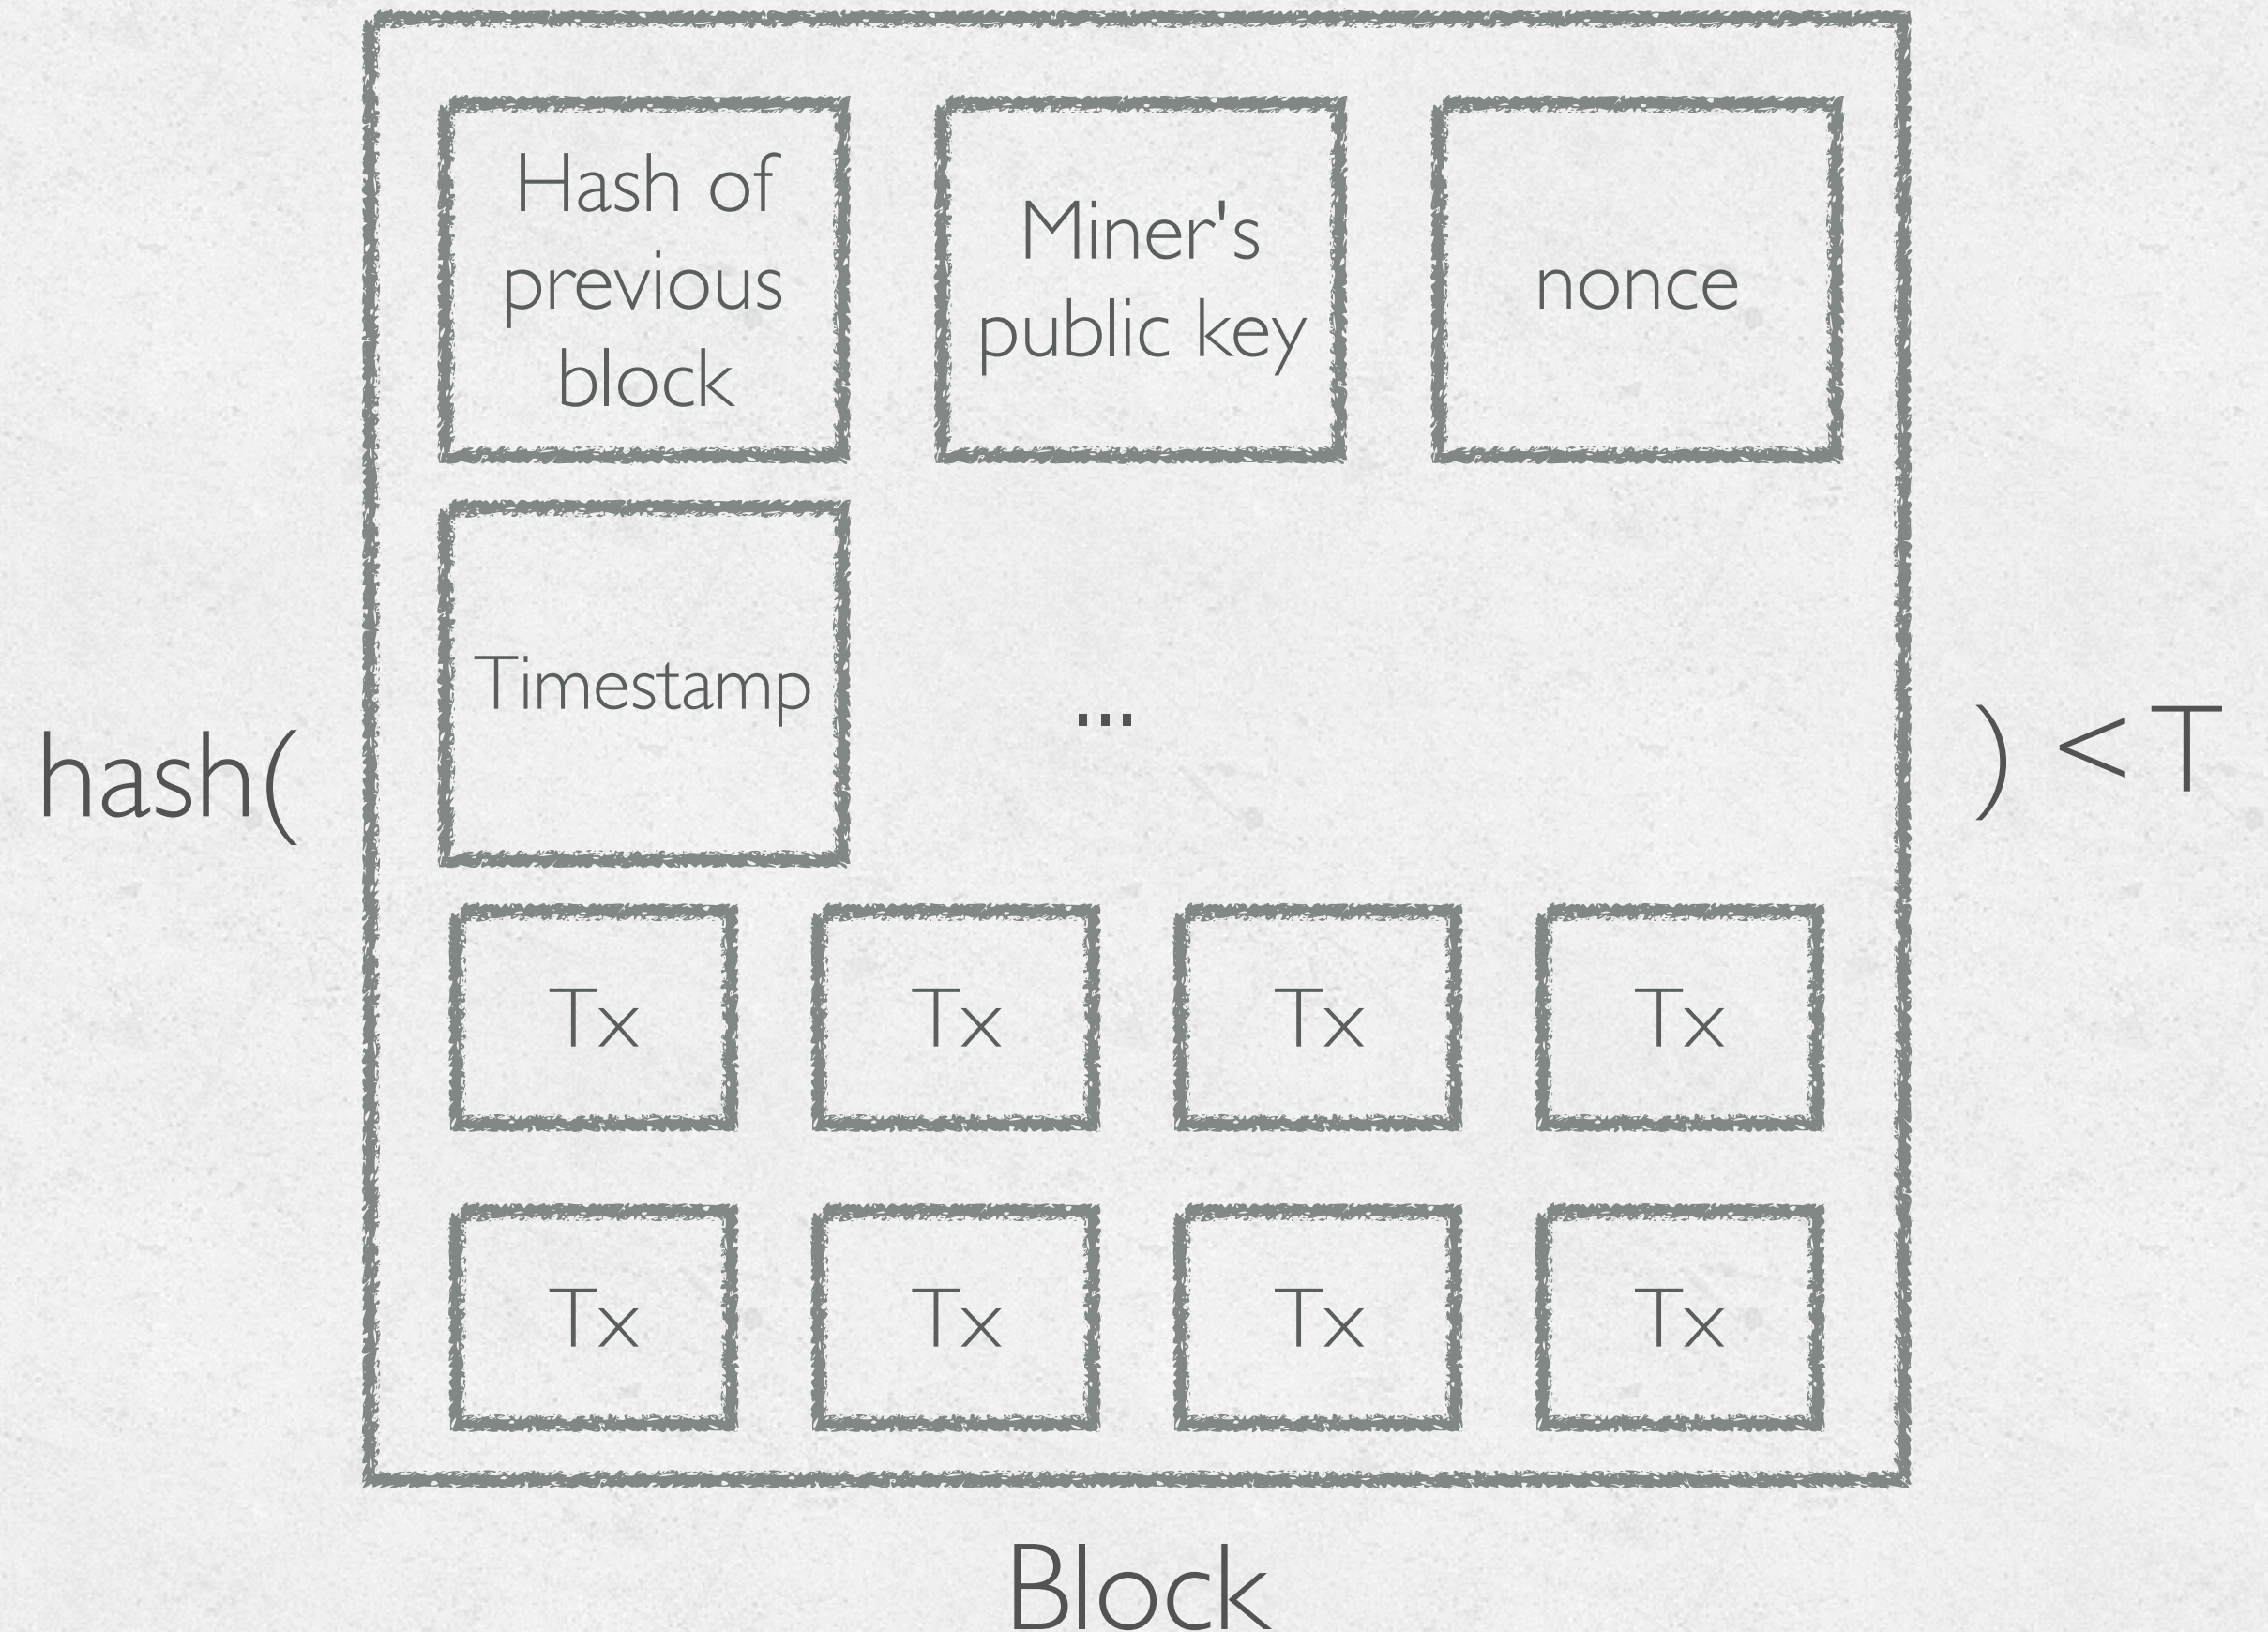 Hash of
previous
block
Miner's
public key
nonce
Timestamp
...
hash(
) < T
Tx Tx Tx Tx
Tx Tx Tx Tx
Block